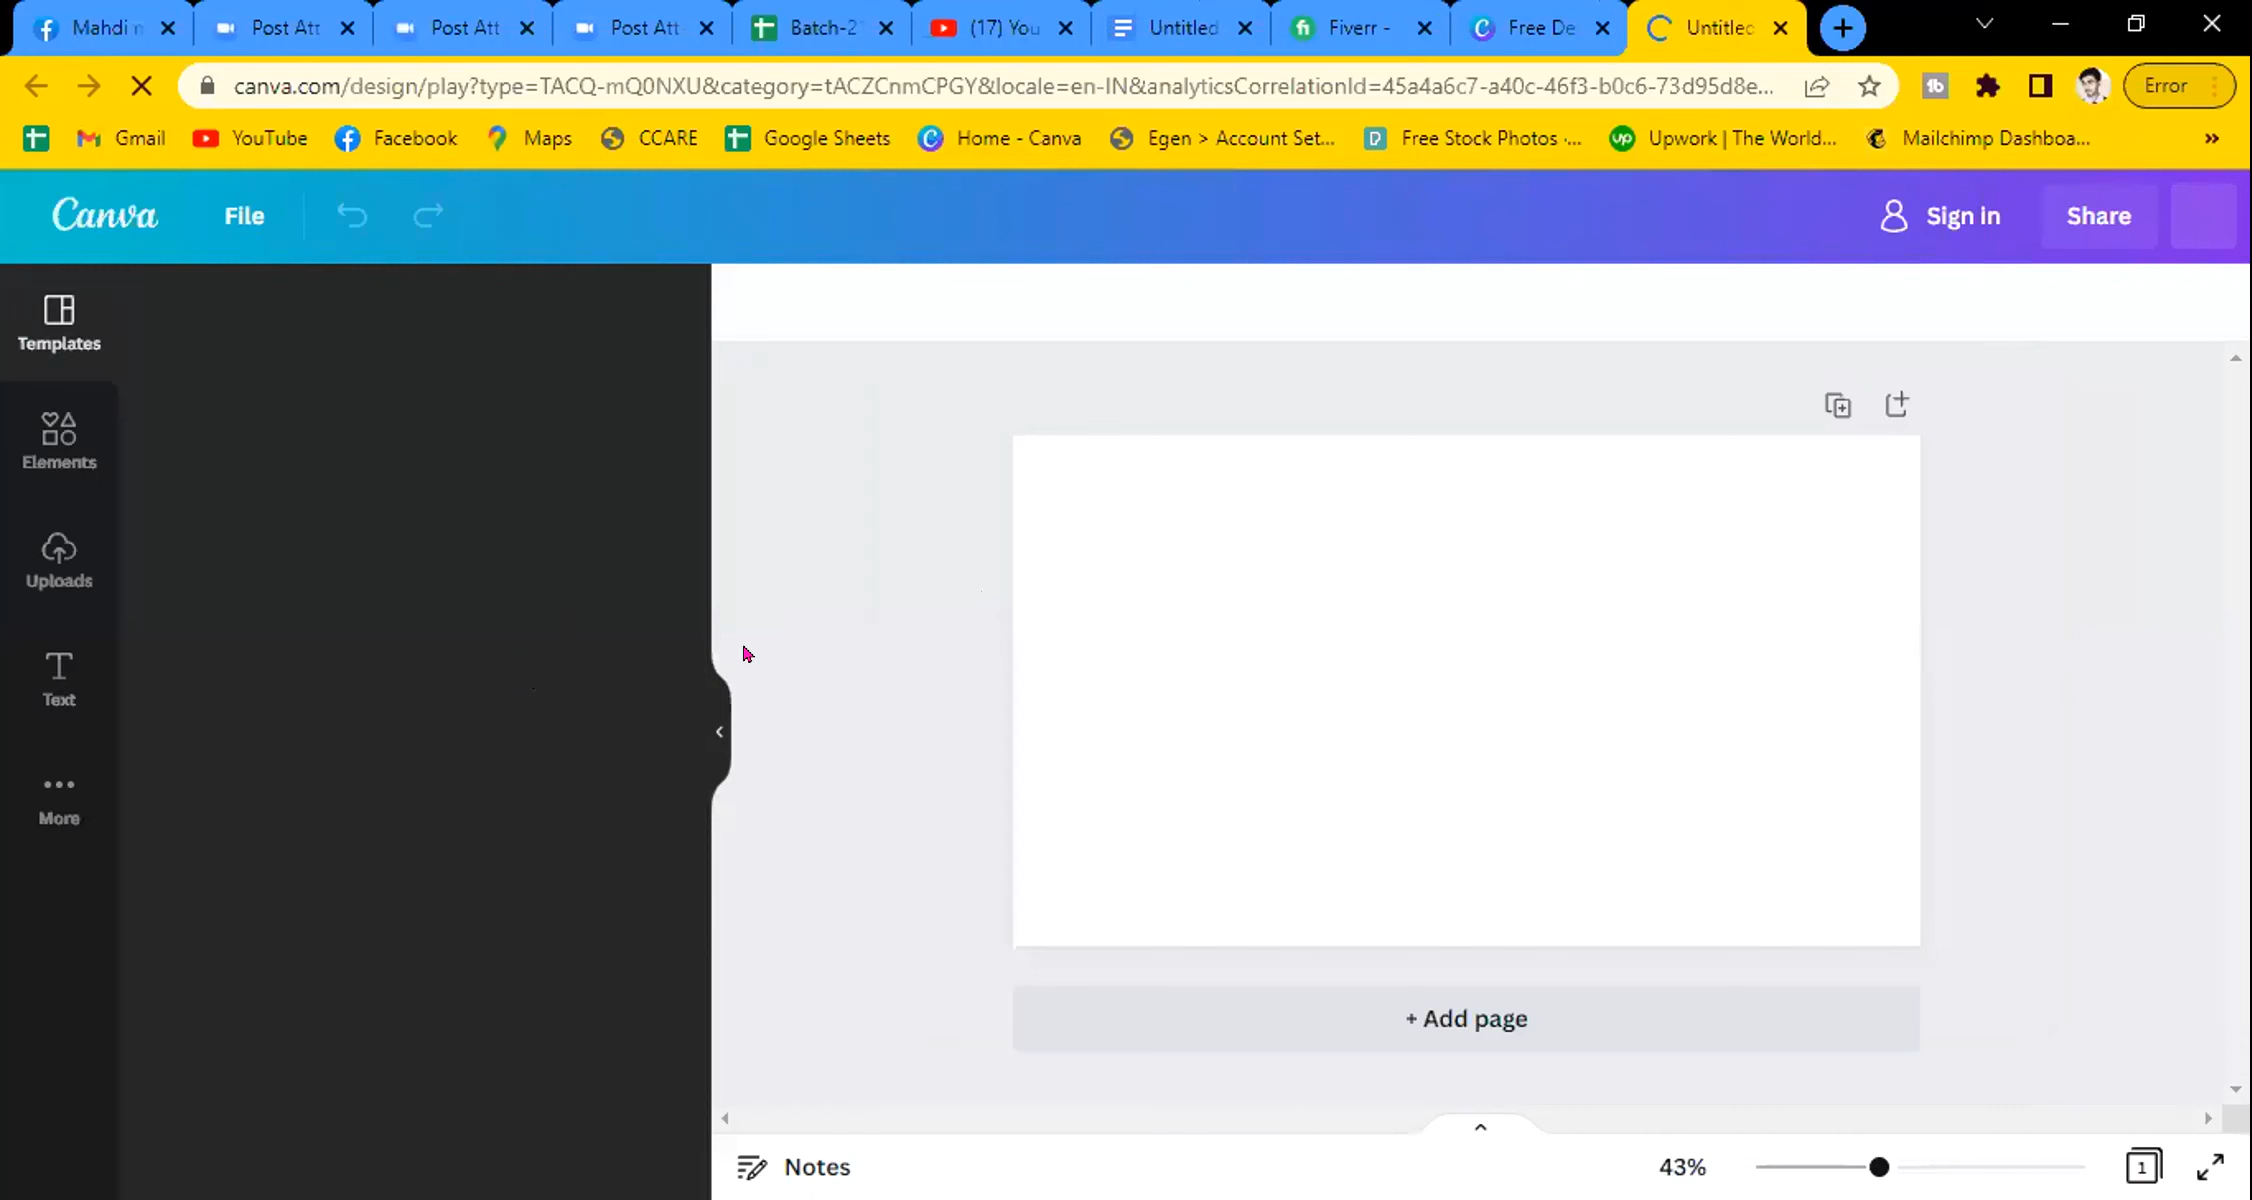 Mahdi n Post Att Post Att Post Att Batch-2 (17) You Untitled Fiverr - Free De Untitled
canva.com/design/play?type=TACQ-mQ0NXU&category=tACZCnmCPGY&locale=en-IN&analyticsCorrelationId=45a4a6c7-a40c-46f3-b0c6-73d95d8e... Error
Gmail YouTube Facebook Maps CCARE Google Sheets Home - Canva Egen > Account Set... Free Stock Photos ·... Upwork | The World... Mailchimp Dashboa... »
Canva File Sign in Share
Templates
Elements
Uploads
Text
More
+ Add page
Notes 43% 1